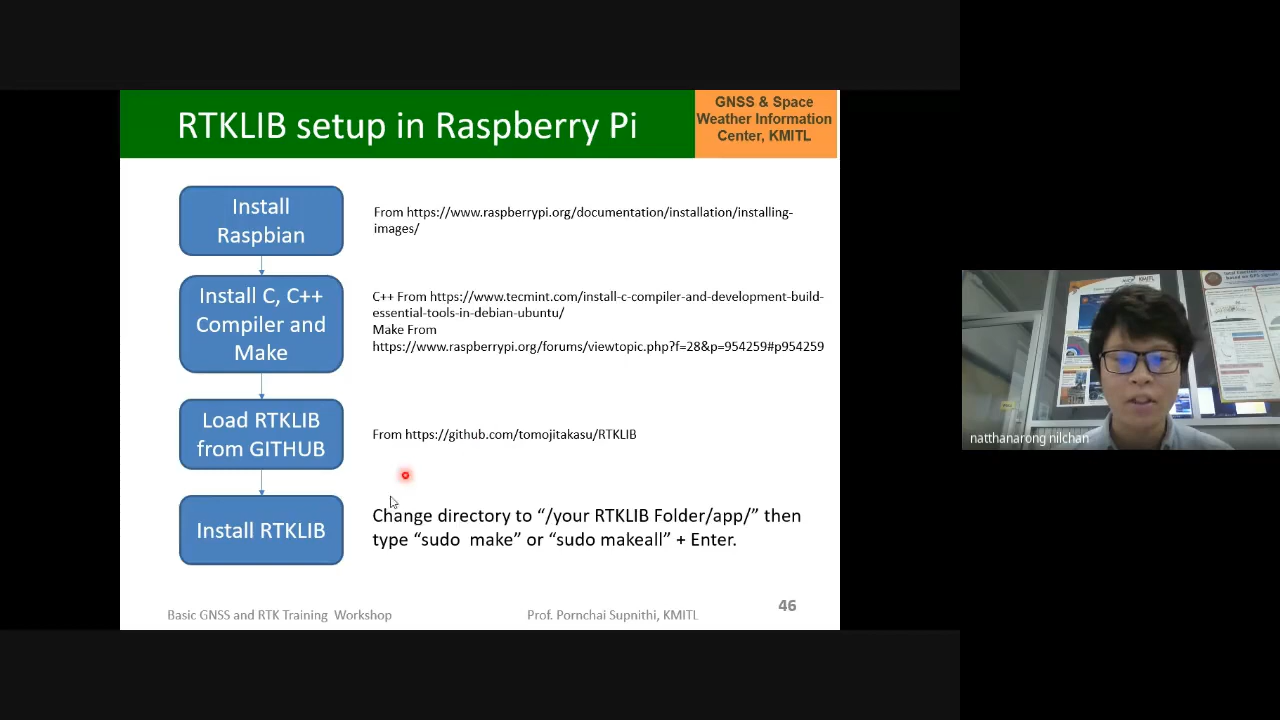 RTKLIB setup in Raspberry Pi
GNSS & Space
Weather Information
Center, KMITL
Install
Raspbian
From https://www.raspberrypi.org/documentation/installation/installing-
images/
Install C, C++
Compiler and
Make
C++ From https://www.tecmint.com/install-c-compiler-and-development-build-
essential-tools-in-debian-ubuntu/
Make From
https://www.raspberrypi.org/forums/viewtopic.php?f=28&p=954259#p954259
Load RTKLIB
from GITHUB
From https://github.com/tomojitakasu/RTKLIB
Install RTKLIB
Change directory to “/your RTKLIB Folder/app/” then
type “sudo  make” or “sudo makeall” + Enter.
Basic GNSS and RTK Training  Workshop
Prof. Pornchai Supnithi, KMITL
46
KMITL
natthanarong nilchan